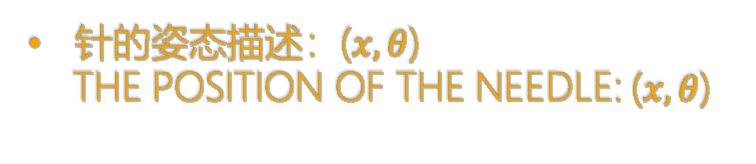 • 针的姿态描述：(x, θ)
THE POSITION OF THE NEEDLE: (x, θ)